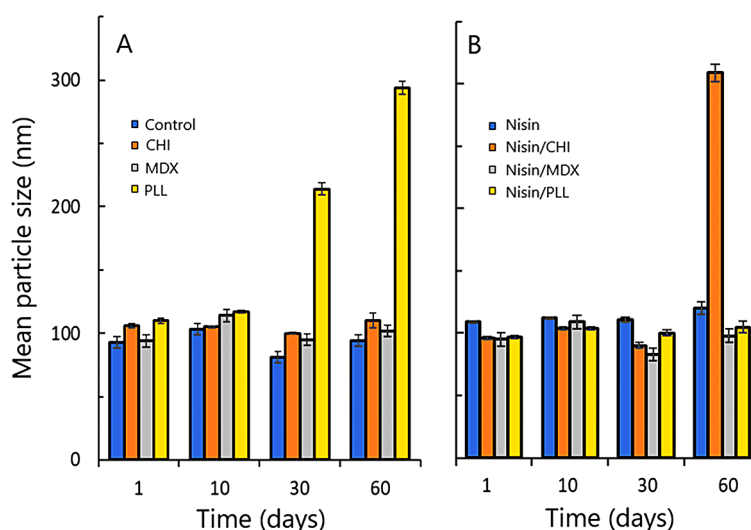 A
B
Mean particle size (nm)
300
200
100
0
Control
CHI
MDX
PLL
Nisin
Nisin/CHI
Nisin/MDX
Nisin/PLL
1 10 30 60
1 10 30 60
Time (days)
Time (days)